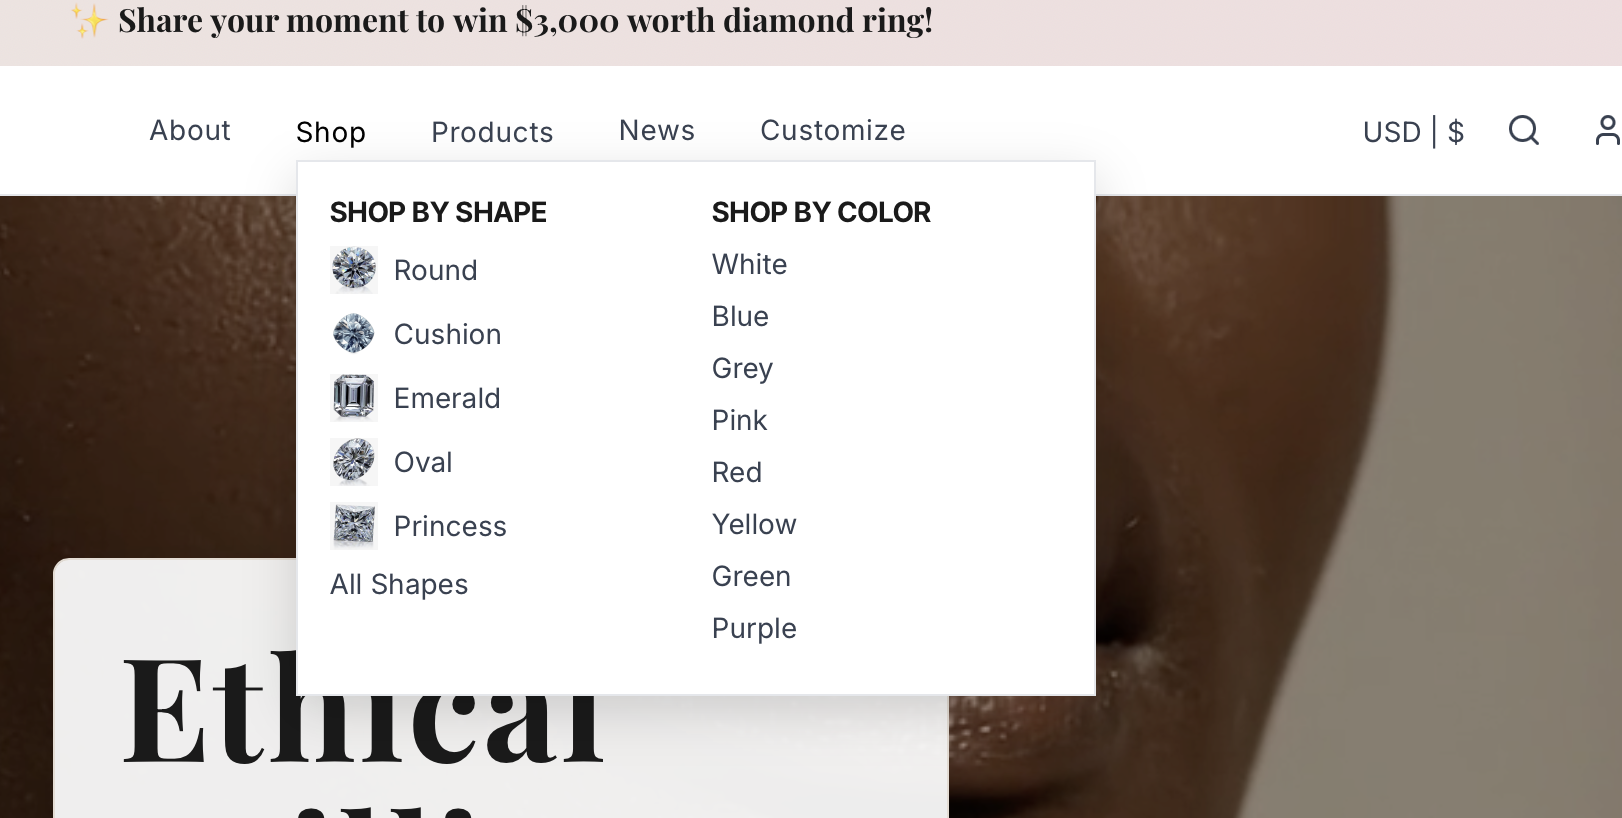 ✨ Share your moment to win $3,000 worth diamond ring!
About Shop Products News Customize USD | $
SHOP BY SHAPE
Round
Cushion
Emerald
Oval
Princess
All Shapes
SHOP BY COLOR
White
Blue
Grey
Pink
Red
Yellow
Green
Purple
Ethical